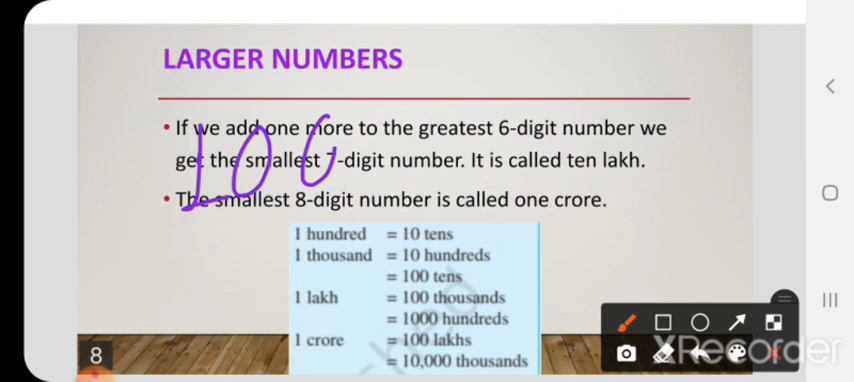 LARGER NUMBERS
• If we add one more to the greatest 6-digit number we
get the smallest 7-digit number. It is called ten lakh.
• The smallest 8-digit number is called one crore.
1 hundred = 10 tens
1 thousand = 10 hundreds
= 100 tens
1 lakh = 100 thousands
= 1000 hundreds
1 crore = 100 lakhs
= 10,000 thousands
8
XRecorder